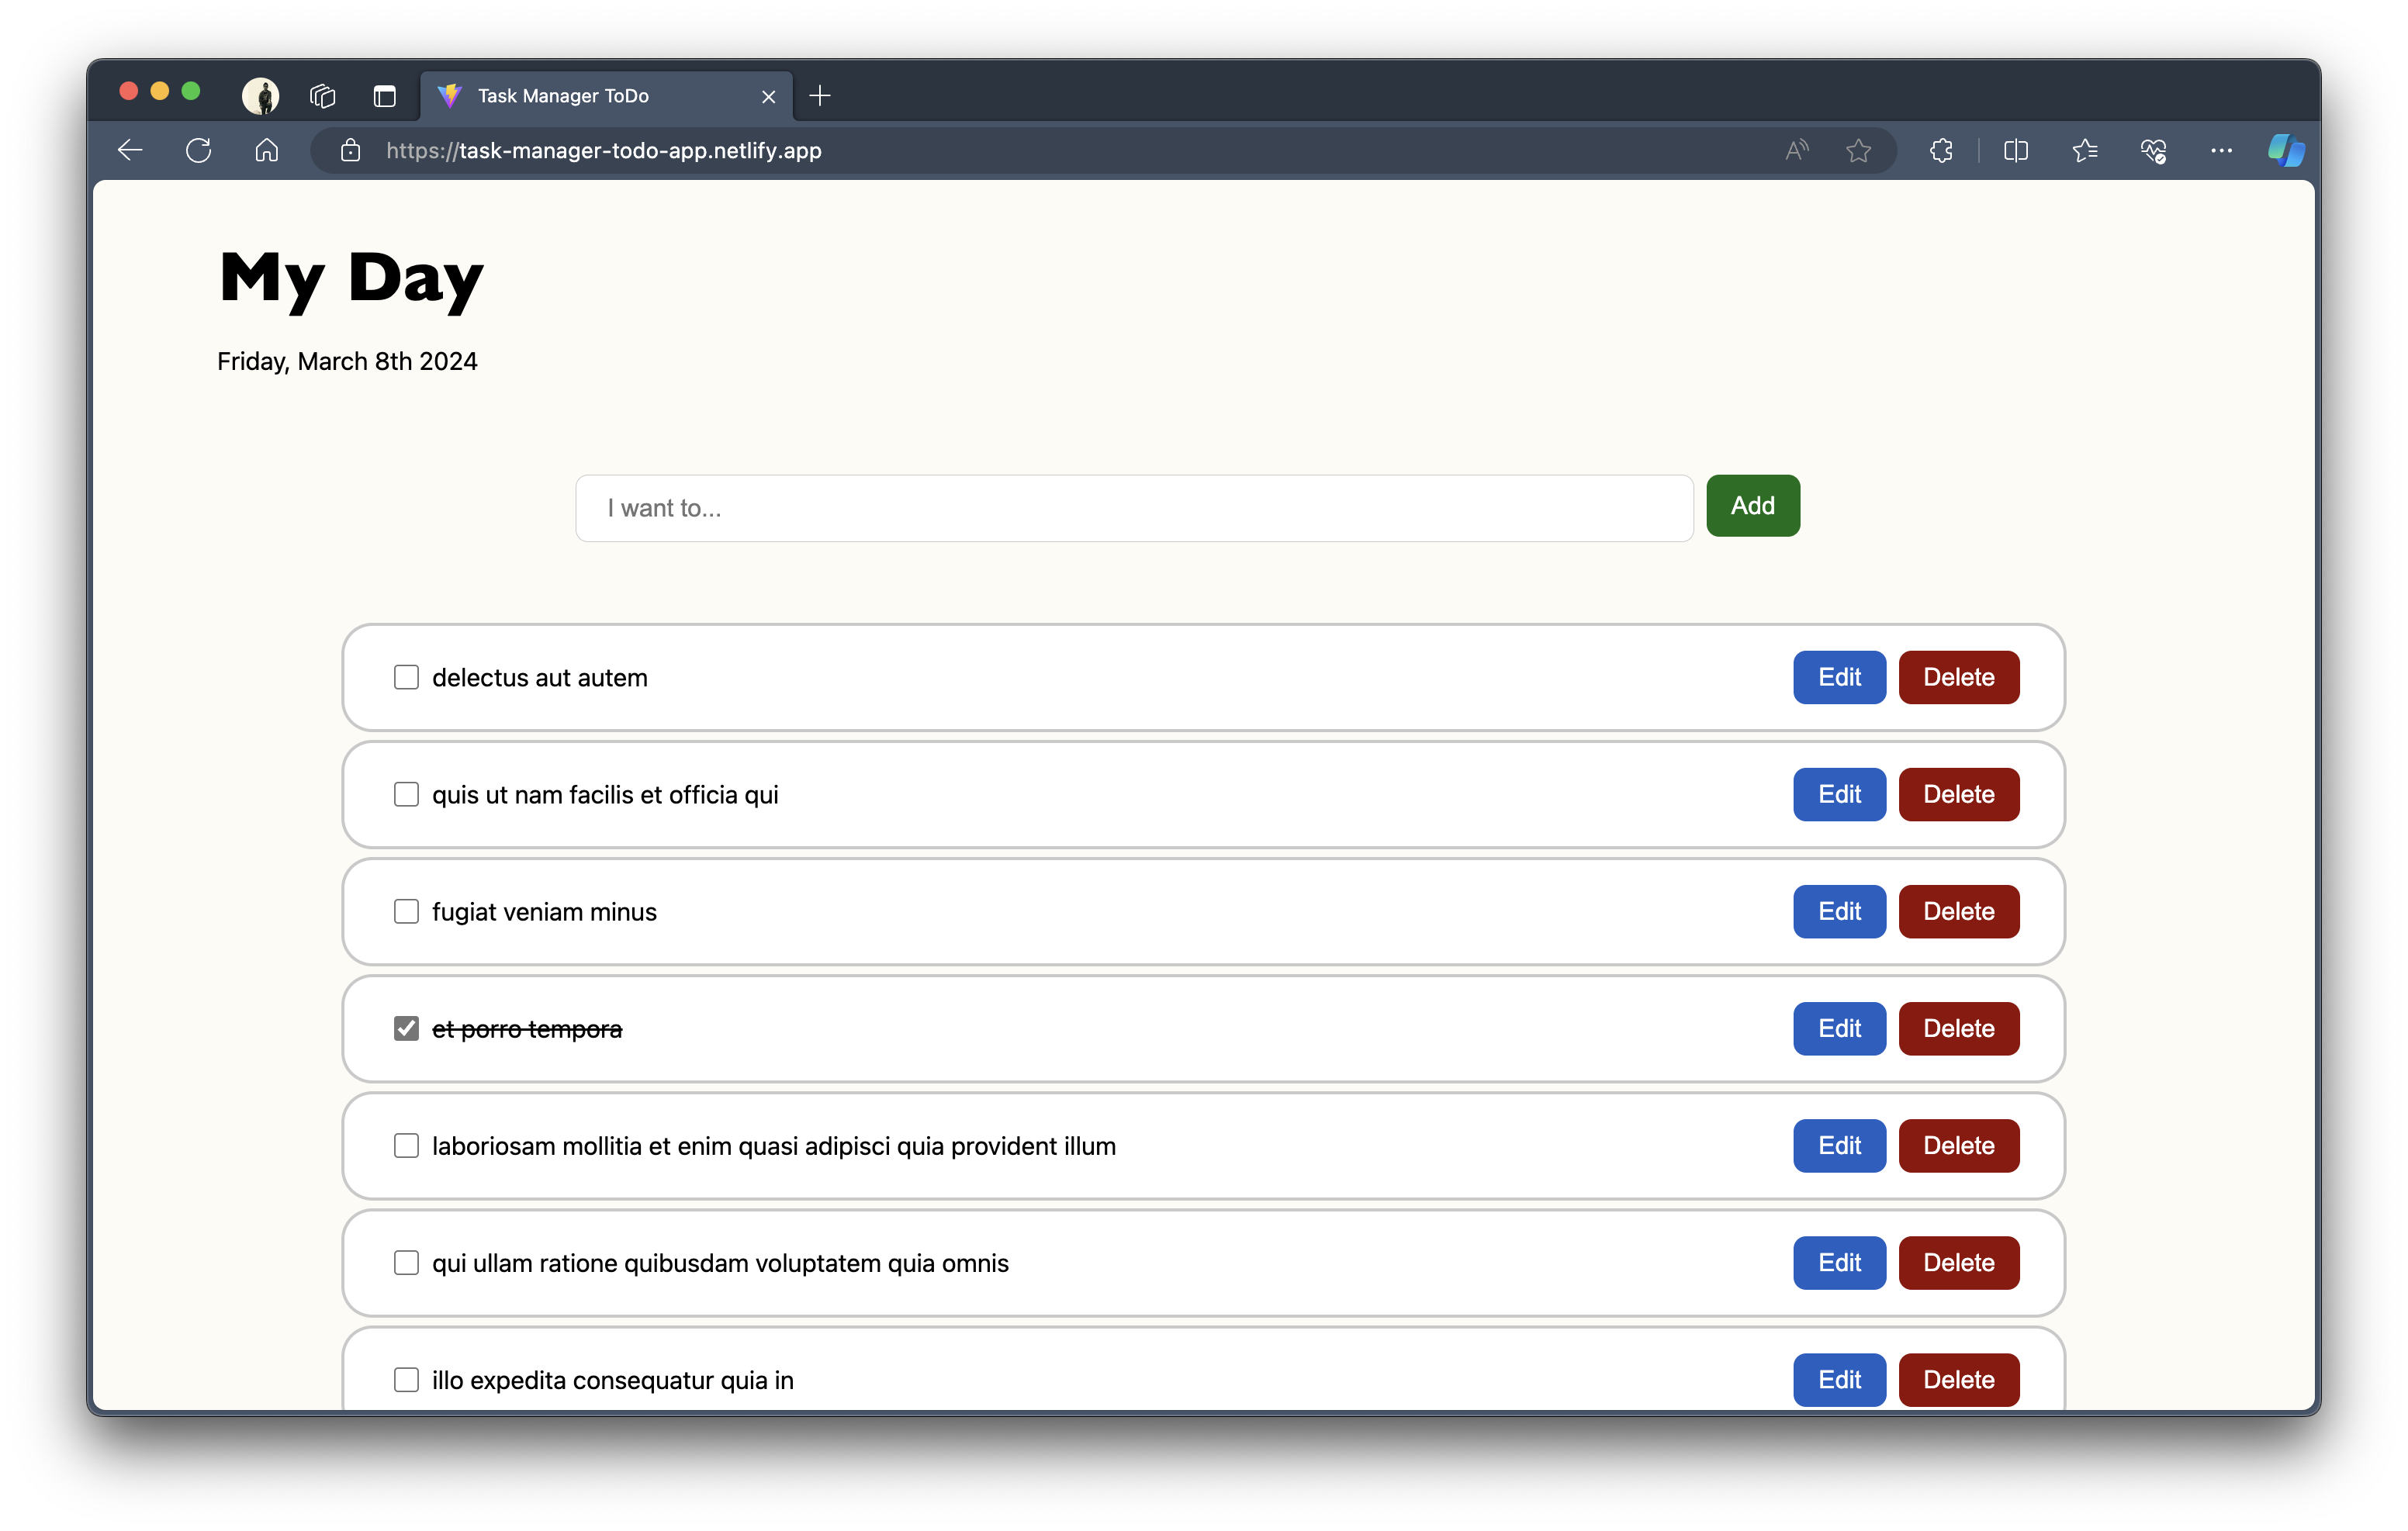 Task Manager ToDo
https://task-manager-todo-app.netlify.app
My Day
Friday, March 8th 2024
I want to...
Add
delectus aut autem
Edit
Delete
quis ut nam facilis et officia qui
Edit
Delete
fugiat veniam minus
Edit
Delete
et porro tempora
Edit
Delete
laboriosam mollitia et enim quasi adipisci quia provident illum
Edit
Delete
qui ullam ratione quibusdam voluptatem quia omnis
Edit
Delete
illo expedita consequatur quia in
Edit
Delete